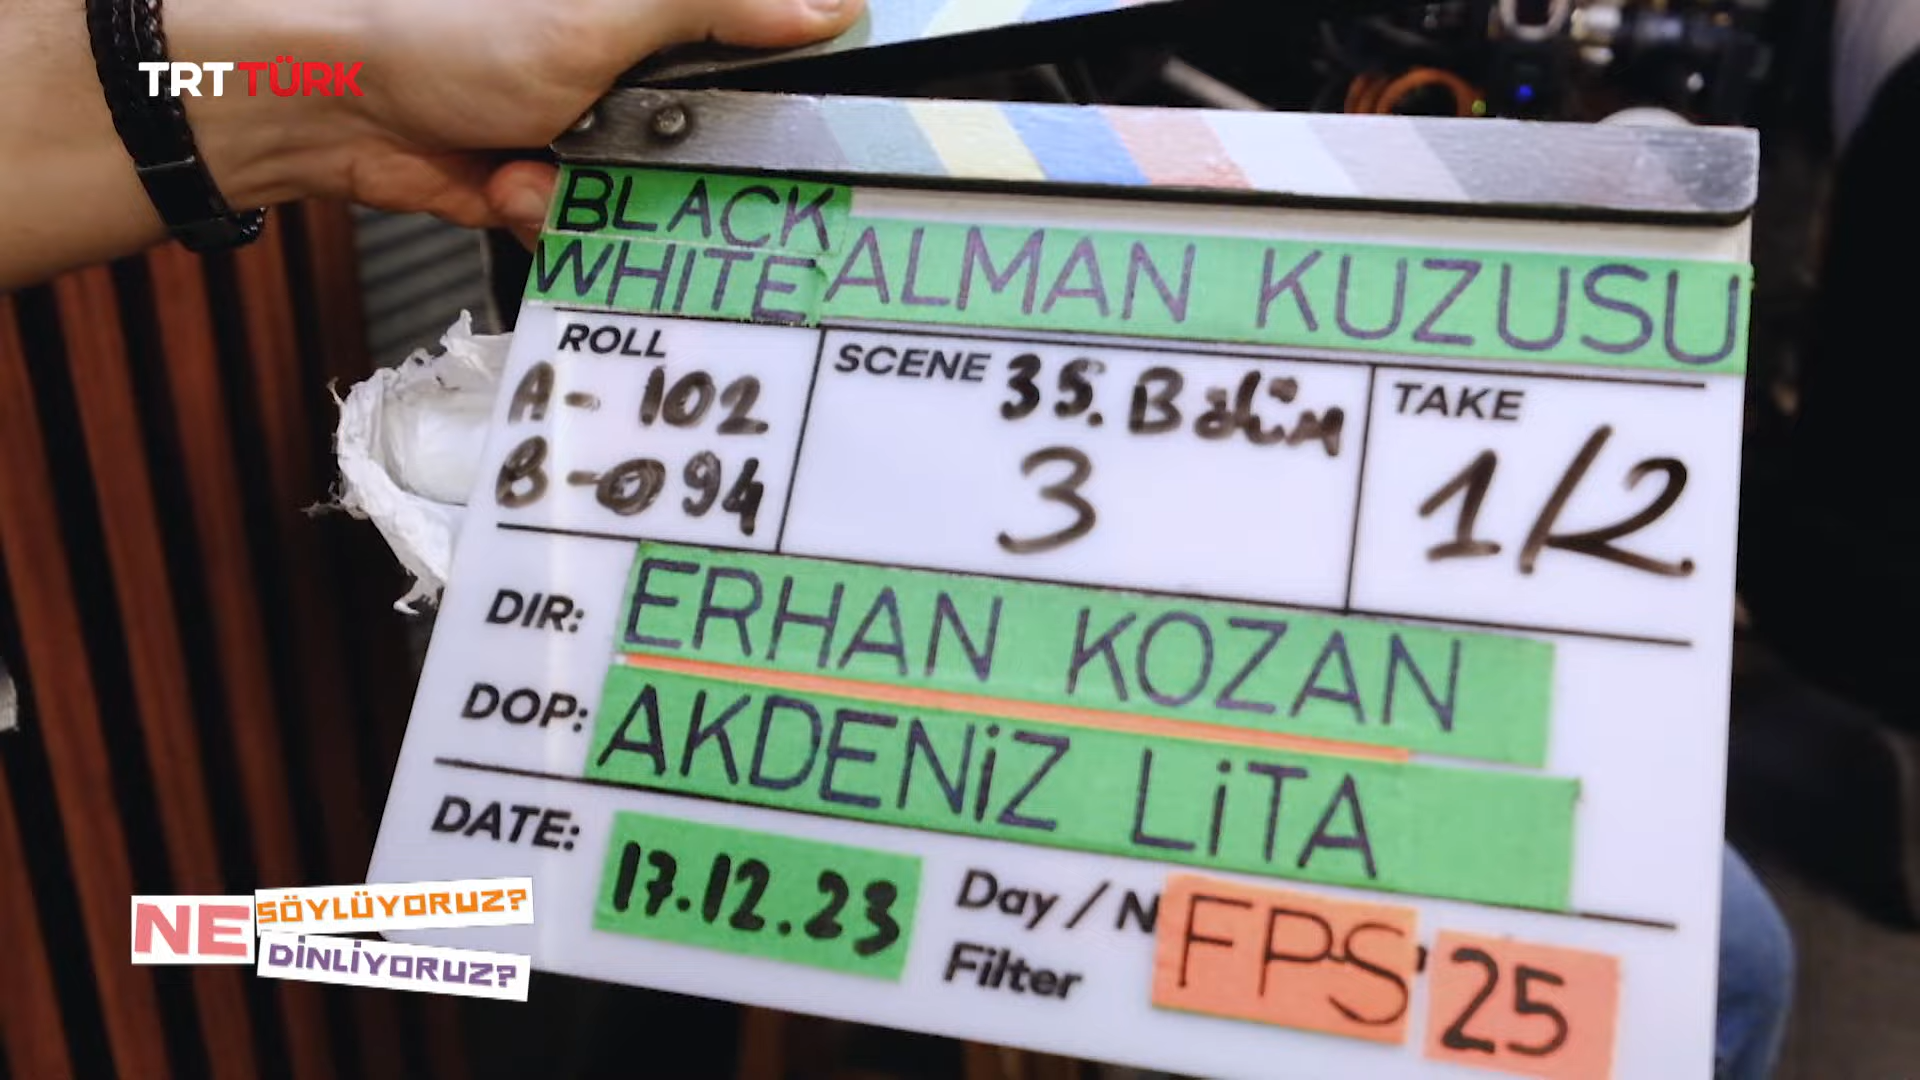 TRT TÜRK
BLACK
WHITE
ALMAN KUZUSU
ROLL
A- 102
B-094
SCENE 35. Bölüm
3
TAKE
1/2
DIR: ERHAN KOZAN
DOP: AKDENİZ LİTA
DATE: 17.12.23
Day / N
Filter
FPS 25
NE SÖYLÜYORUZ?
DİNLİYORUZ?